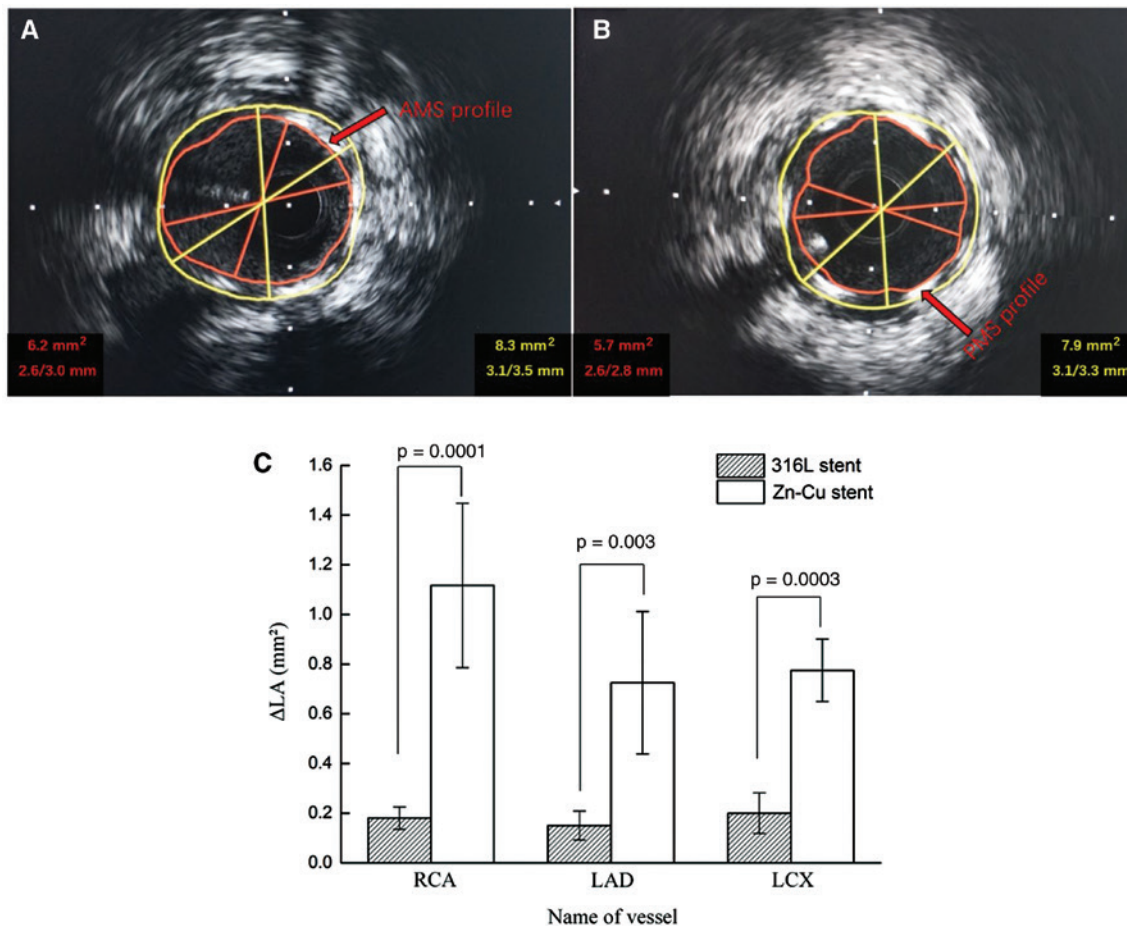 A
AMS profile
6.2 mm²
2.6/3.0 mm
8.3 mm²
3.1/3.5 mm
B
PMS profile
5.7 mm²
2.6/2.8 mm
7.9 mm²
3.1/3.3 mm
C
p = 0.0001
p = 0.003
p = 0.0003
316L stent
Zn-Cu stent
1.6
1.4
1.2
1.0
0.8
0.6
0.4
0.2
0.0
ΔLA (mm²)
RCA LAD LCX
Name of vessel